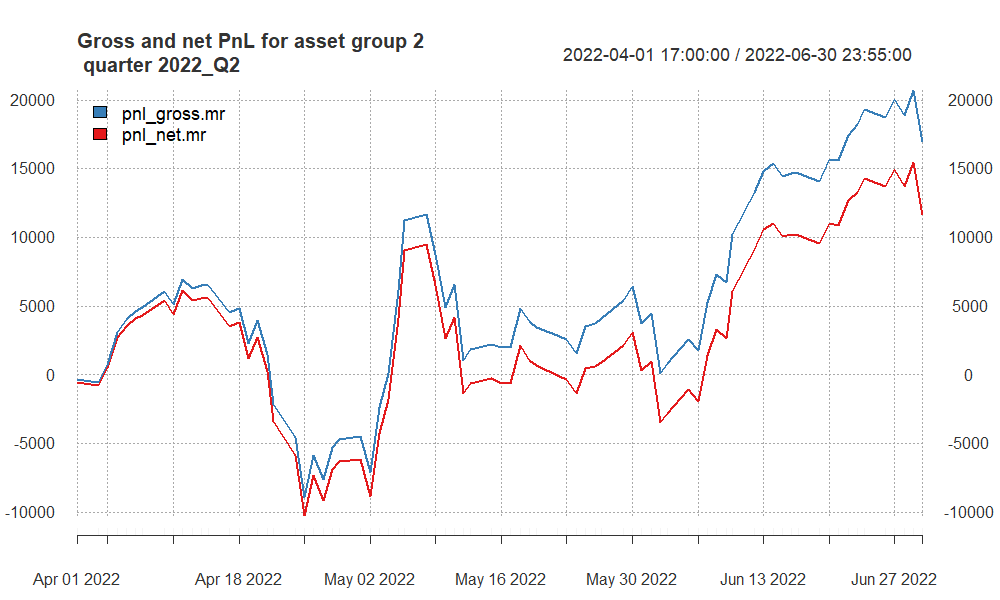 Gross and net PnL for asset group 2
quarter 2022_Q2
2022-04-01 17:00:00 / 2022-06-30 23:55:00
pnl_gross.mr
pnl_net.mr
20000
15000
10000
5000
0
-5000
-10000
20000
15000
10000
5000
0
-5000
-10000
Apr 01 2022
Apr 18 2022
May 02 2022
May 16 2022
May 30 2022
Jun 13 2022
Jun 27 2022